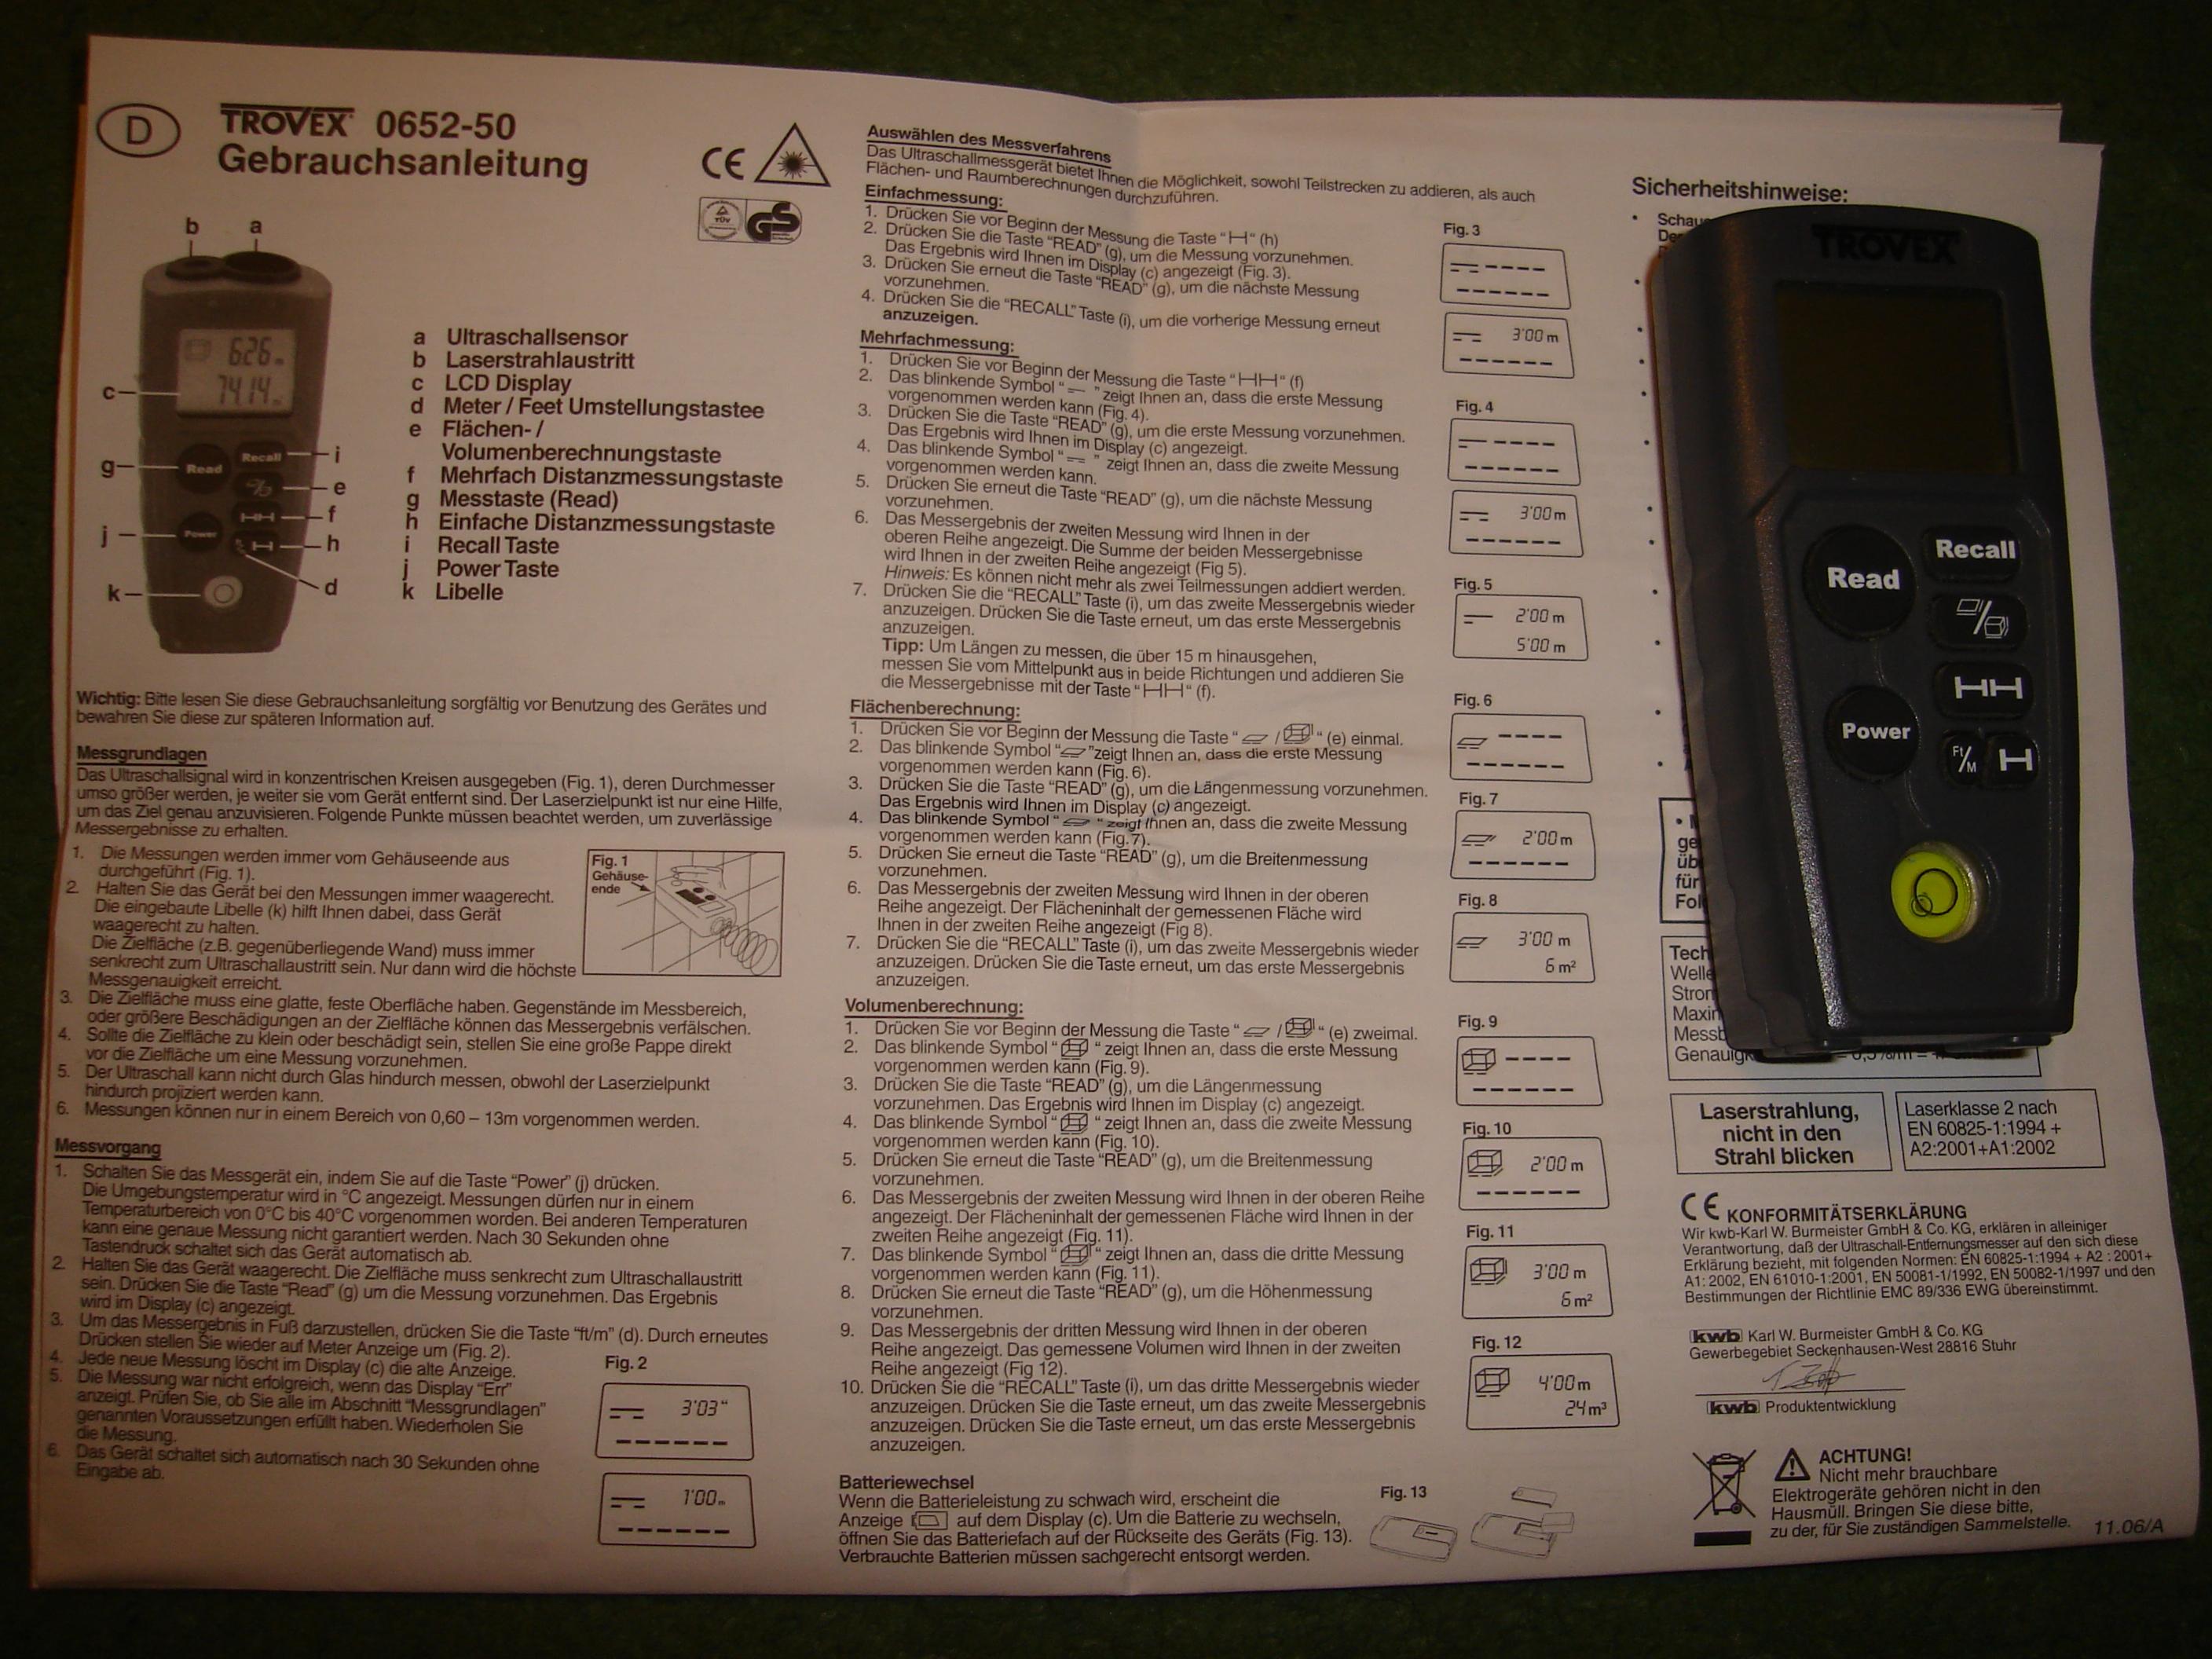 D
TROVEX 0652-50
Gebrauchsanleitung
CE
TÜV
GS
b a
c
g
j
k
i
e
f
h
d
626 m
74.14
Read
Recall
Power
a Ultraschallsensor
b Laserstrahlaustritt
c LCD Display
d Meter / Feet Umstellungstastee
e Flächen- /
Volumenberechnungstaste
f Mehrfach Distanzmessungstaste
g Messtaste (Read)
h Einfache Distanzmessungstaste
i Recall Taste
j Power Taste
k Libelle
Wichtig: Bitte lesen Sie diese Gebrauchsanleitung sorgfältig vor Benutzung des Gerätes und
bewahren Sie diese zur späteren Information auf.
Messgrundlagen
Das Ultraschallsignal wird in konzentrischen Kreisen ausgegeben (Fig. 1), deren Durchmesser
umso größer werden, je weiter sie vom Gerät entfernt sind. Der Laserzielpunkt ist nur eine Hilfe,
um das Ziel genau anzuvisieren. Folgende Punkte müssen beachtet werden, um zuverlässige
Messergebnisse zu erhalten.
1. Die Messungen werden immer vom Gehäuseende aus
durchgeführt (Fig. 1).
2. Halten Sie das Gerät bei den Messungen immer waagerecht.
Die eingebaute Libelle (k) hilft Ihnen dabei, dass Gerät
waagerecht zu halten.
Die Zielfläche (z.B. gegenüberliegende Wand) muss immer
senkrecht zum Ultraschallaustritt sein. Nur dann wird die höchste
Messgenauigkeit erreicht.
3. Die Zielfläche muss eine glatte, feste Oberfläche haben. Gegenstände im Messbereich,
oder größere Beschädigungen an der Zielfläche können das Messergebnis verfälschen.
4. Sollte die Zielfläche zu klein oder beschädigt sein, stellen Sie eine große Pappe direkt
vor die Zielfläche um eine Messung vorzunehmen.
5. Der Ultraschall kann nicht durch Glas hindurch messen, obwohl der Laserzielpunkt
hindurch projiziert werden kann.
6. Messungen können nur in einem Bereich von 0,60 – 13m vorgenommen werden.
Fig. 1
Gehäuse-
ende
Messvorgang
1. Schalten Sie das Messgerät ein, indem Sie auf die Taste "Power" (j) drücken.
Die Umgebungstemperatur wird in °C angezeigt. Messungen dürfen nur in einem
Temperaturbereich von 0°C bis 40°C vorgenommen worden. Bei anderen Temperaturen
kann eine genaue Messung nicht garantiert werden. Nach 30 Sekunden ohne
Tastendruck schaltet sich das Gerät automatisch ab.
2. Halten Sie das Gerät waagerecht. Die Zielfläche muss senkrecht zum Ultraschallaustritt
sein. Drücken Sie die Taste "Read" (g) um die Messung vorzunehmen. Das Ergebnis
wird im Display (c) angezeigt.
3. Um das Messergebnis in Fuß darzustellen, drücken Sie die Taste "ft/m" (d). Durch erneutes
Drücken stellen Sie wieder auf Meter Anzeige um (Fig. 2).
4. Jede neue Messung löscht im Display (c) die alte Anzeige.
5. Die Messung war nicht erfolgreich, wenn das Display "Err"
anzeigt. Prüfen Sie, ob Sie alle im Abschnitt "Messgrundlagen"
genannten Voraussetzungen erfüllt haben. Wiederholen Sie
die Messung.
6. Das Gerät schaltet sich automatisch nach 30 Sekunden ohne
Eingabe ab.
Fig. 2
3'03"
1'00 m
Auswählen des Messverfahrens
Das Ultraschallmessgerät bietet Ihnen die Möglichkeit, sowohl Teilstrecken zu addieren, als auch
Flächen- und Raumberechnungen durchzuführen.
Einfachmessung:
1. Drücken Sie vor Beginn der Messung die Taste "H" (h)
2. Drücken Sie die Taste "READ" (g), um die Messung vorzunehmen.
Das Ergebnis wird Ihnen im Display (c) angezeigt (Fig. 3).
3. Drücken Sie erneut die Taste "READ" (g), um die nächste Messung
vorzunehmen.
4. Drücken Sie die "RECALL" Taste (i), um die vorherige Messung erneut
anzuzeigen.
Mehrfachmessung:
1. Drücken Sie vor Beginn der Messung die Taste "HH" (f)
2. Das blinkende Symbol " " zeigt Ihnen an, dass die erste Messung
vorgenommen werden kann (Fig. 4).
3. Drücken Sie die Taste "READ" (g), um die erste Messung vorzunehmen.
Das Ergebnis wird Ihnen im Display (c) angezeigt.
4. Das blinkende Symbol " " zeigt Ihnen an, dass die zweite Messung
vorgenommen werden kann.
5. Drücken Sie erneut die Taste "READ" (g), um die nächste Messung
vorzunehmen.
6. Das Messergebnis der zweiten Messung wird Ihnen in der
oberen Reihe angezeigt. Die Summe der beiden Messergebnisse
wird Ihnen in der zweiten Reihe angezeigt (Fig 5).
Hinweis: Es können nicht mehr als zwei Teilmessungen addiert werden.
7. Drücken Sie die "RECALL" Taste (i), um das zweite Messergebnis wieder
anzuzeigen. Drücken Sie die Taste erneut, um das erste Messergebnis
anzuzeigen.
Tipp: Um Längen zu messen, die über 15 m hinausgehen,
messen Sie vom Mittelpunkt aus in beide Richtungen und addieren Sie
die Messergebnisse mit der Taste "HH" (f).
Flächenberechnung:
1. Drücken Sie vor Beginn der Messung die Taste " / " (e) einmal.
2. Das blinkende Symbol " "zeigt Ihnen an, dass die erste Messung
vorgenommen werden kann (Fig. 6).
3. Drücken Sie die Taste "READ" (g), um die Längenmessung vorzunehmen.
Das Ergebnis wird Ihnen im Display (c) angezeigt.
4. Das blinkende Symbol " " zeigt Ihnen an, dass die zweite Messung
vorgenommen werden kann (Fig. 7).
5. Drücken Sie erneut die Taste "READ" (g), um die Breitenmessung
vorzunehmen.
6. Das Messergebnis der zweiten Messung wird Ihnen in der oberen
Reihe angezeigt. Der Flächeninhalt der gemessenen Fläche wird
Ihnen in der zweiten Reihe angezeigt (Fig 8).
7. Drücken Sie die "RECALL" Taste (i), um das zweite Messergebnis wieder
anzuzeigen. Drücken Sie die Taste erneut, um das erste Messergebnis
anzuzeigen.
Volumenberechnung:
1. Drücken Sie vor Beginn der Messung die Taste " / " (e) zweimal.
2. Das blinkende Symbol " " zeigt Ihnen an, dass die erste Messung
vorgenommen werden kann (Fig. 9).
3. Drücken Sie die Taste "READ" (g), um die Längenmessung
vorzunehmen. Das Ergebnis wird Ihnen im Display (c) angezeigt.
4. Das blinkende Symbol " " zeigt Ihnen an, dass die zweite Messung
vorgenommen werden kann (Fig. 10).
5. Drücken Sie erneut die Taste "READ" (g), um die Breitenmessung
vorzunehmen.
6. Das Messergebnis der zweiten Messung wird Ihnen in der oberen Reihe
angezeigt. Der Flächeninhalt der gemessenen Fläche wird Ihnen in der
zweiten Reihe angezeigt (Fig. 11).
7. Das blinkende Symbol " " zeigt Ihnen an, dass die dritte Messung
vorgenommen werden kann (Fig. 11).
8. Drücken Sie erneut die Taste "READ" (g), um die Höhenmessung
vorzunehmen.
9. Das Messergebnis der dritten Messung wird Ihnen in der oberen
Reihe angezeigt. Das gemessene Volumen wird Ihnen in der zweiten
Reihe angezeigt (Fig 12).
10. Drücken Sie die "RECALL" Taste (i), um das dritte Messergebnis wieder
anzuzeigen. Drücken Sie die Taste erneut, um das zweite Messergebnis
anzuzeigen. Drücken Sie die Taste erneut, um das erste Messergebnis
anzuzeigen.
Batteriewechsel
Wenn die Batterieleistung zu schwach wird, erscheint die
Anzeige auf dem Display (c). Um die Batterie zu wechseln,
öffnen Sie das Batteriefach auf der Rückseite des Geräts (Fig. 13).
Verbrauchte Batterien müssen sachgerecht entsorgt werden.
Fig. 3
3'00 m
Fig. 4
3'00 m
Fig. 5
2'00 m
5'00 m
Fig. 6
Fig. 7
2'00 m
Fig. 8
3'00 m
6 m²
Fig. 9
Fig. 10
2'00 m
Fig. 11
3'00 m
6 m²
Fig. 12
4'00 m
24 m³
Fig. 13
Sicherheitshinweise:
TROVEX
Read
Recall
Power
Ft/M
H
HH
Tech
Welle
Stron
Maxin
Messb
Genauigk
Laserstrahlung,
nicht in den
Strahl blicken
Laserklasse 2 nach
EN 60825-1:1994 +
A2:2001+A1:2002
CE KONFORMITÄTSERKLÄRUNG
Wir kwb-Karl W. Burmeister GmbH & Co. KG, erklären in alleiniger
Verantwortung, daß der Ultraschall-Entfernungsmesser auf den sich diese
Erklärung bezieht, mit folgenden Normen: EN 60825-1:1994 + A2 : 2001+
A1: 2002, EN 61010-1:2001, EN 50081-1/1992, EN 50082-1/1997 und den
Bestimmungen der Richtlinie EMC 89/336 EWG übereinstimmt.
kwb Karl W. Burmeister GmbH & Co. KG
Gewerbegebiet Seckenhausen-West 28816 Stuhr
kwb Produktentwicklung
ACHTUNG!
Nicht mehr brauchbare
Elektrogeräte gehören nicht in den
Hausmüll. Bringen Sie diese bitte,
zu der, für Sie zuständigen Sammelstelle.
11.06/A